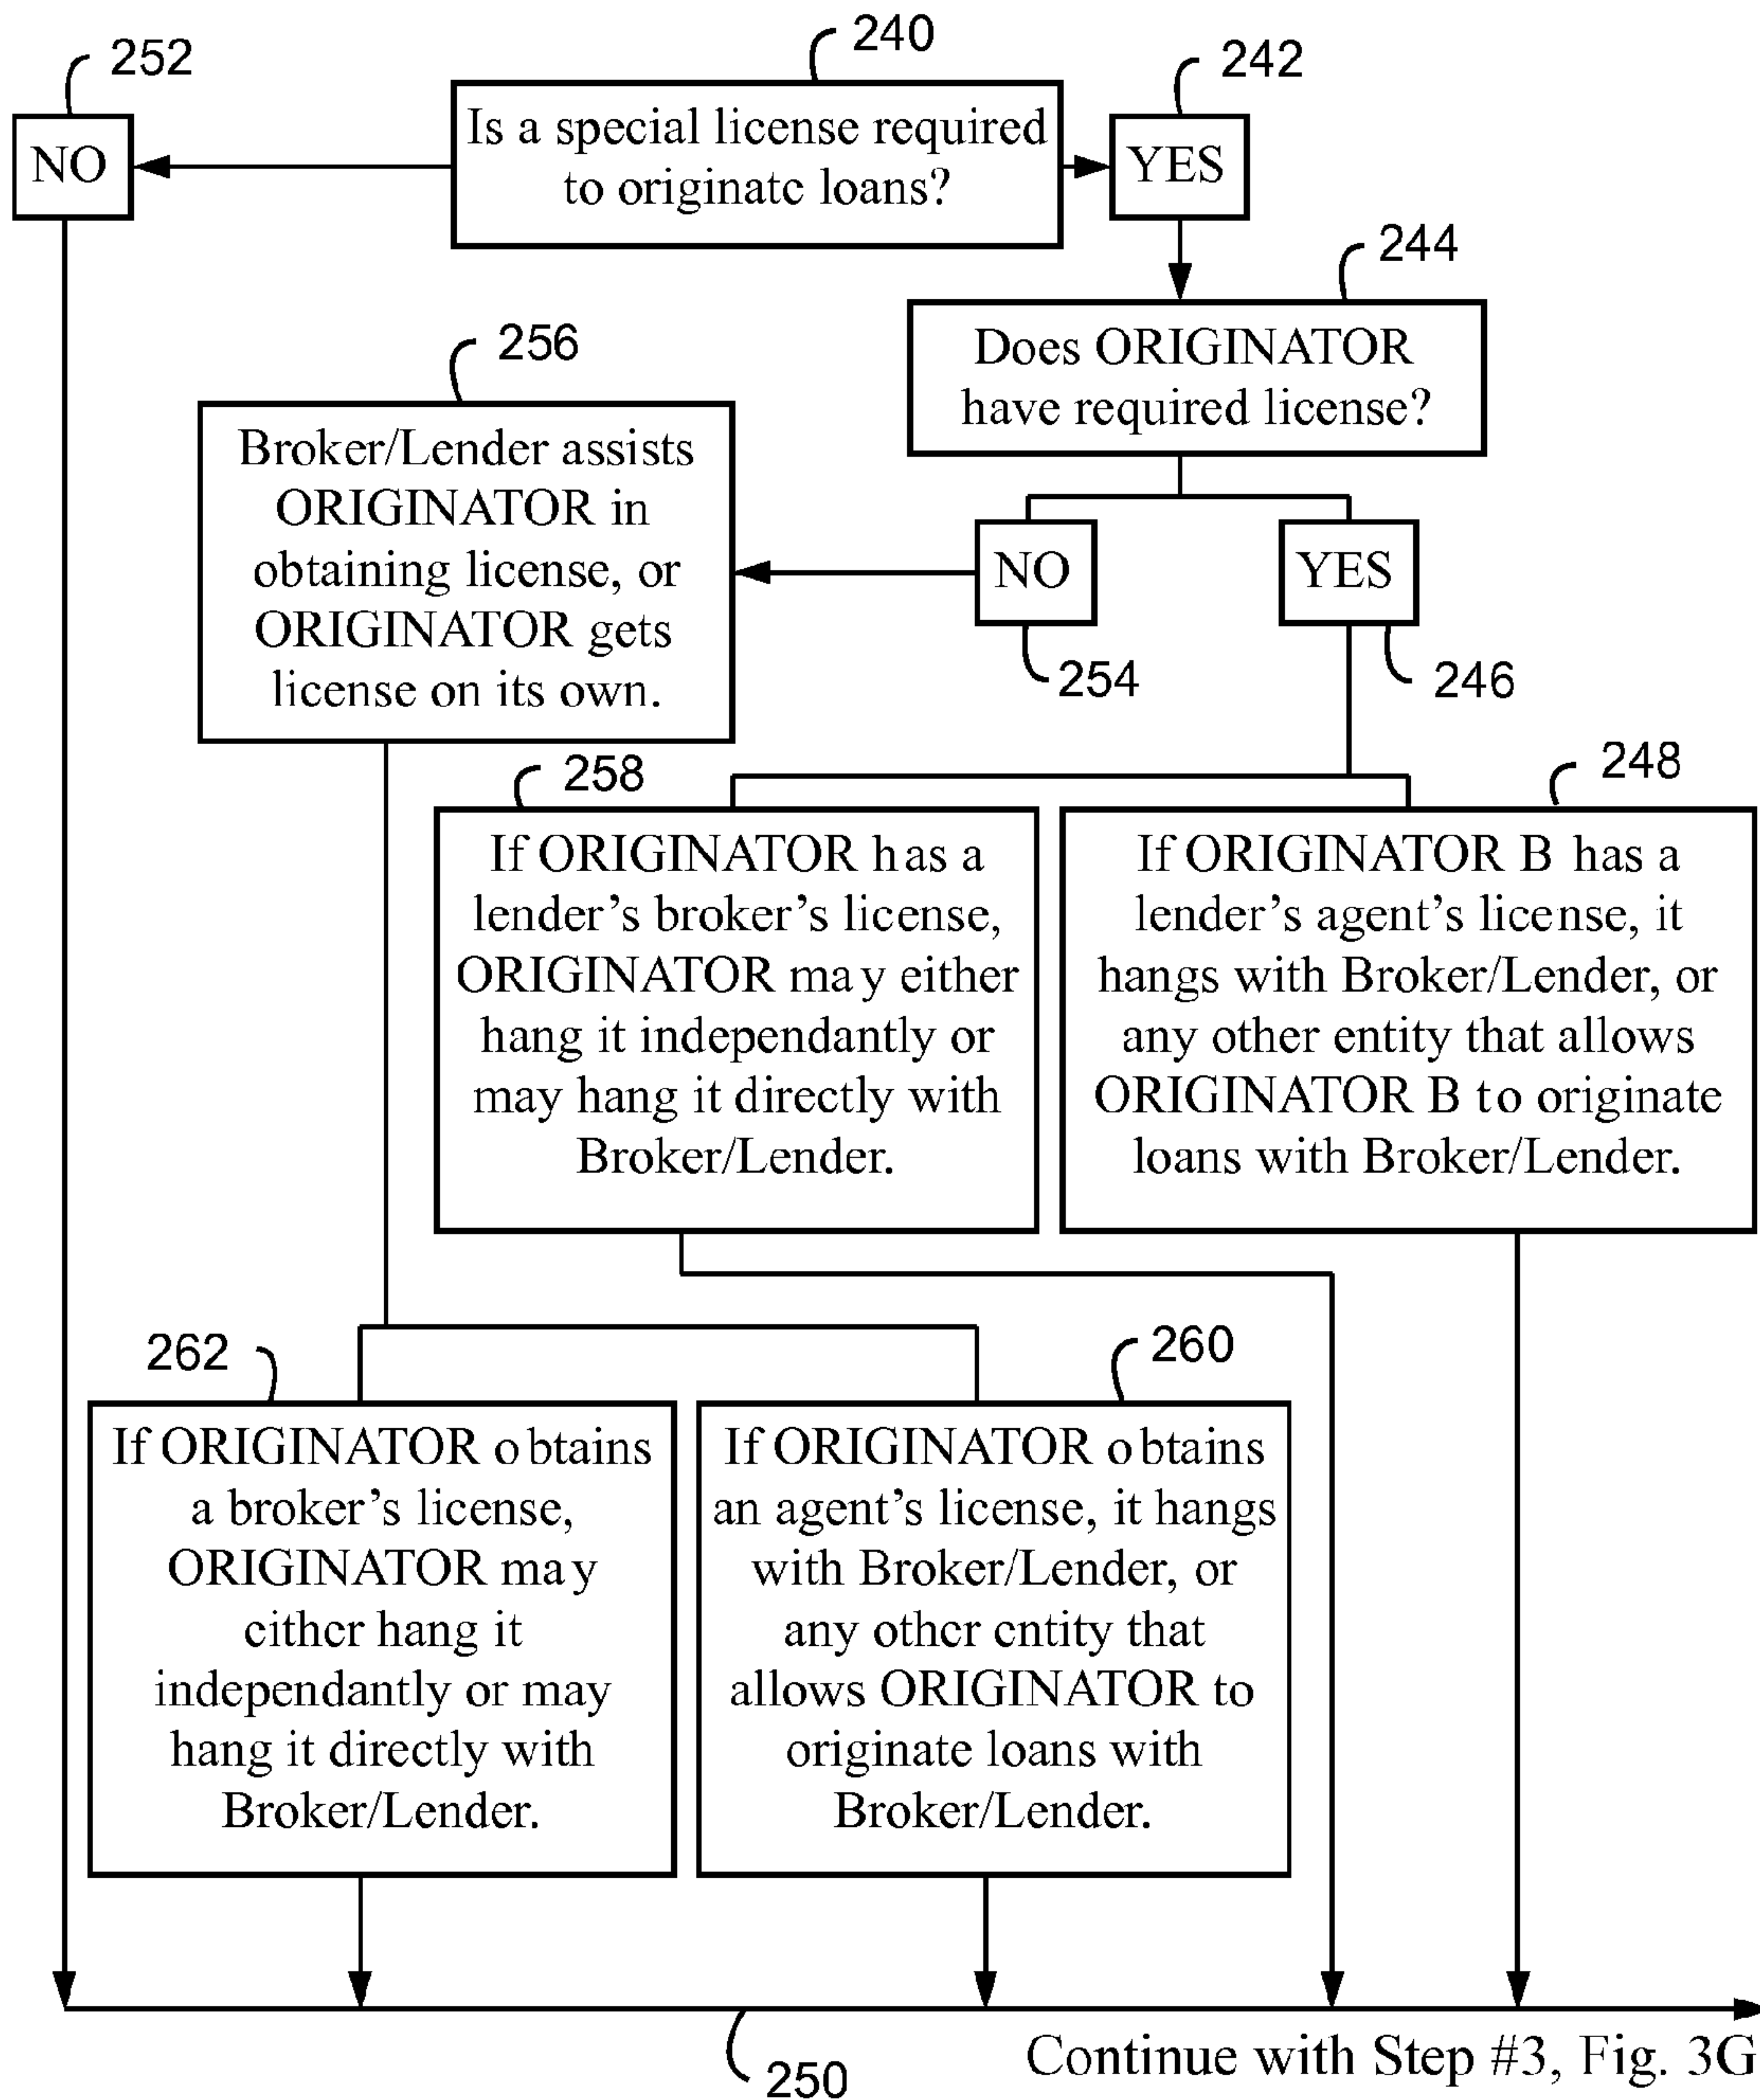 240
252
242
Is a special license required
to originate loans?
NO
YES
244
Does ORIGINATOR
have required license?
256
Broker/Lender assists
ORIGINATOR in
obtaining license, or
ORIGINATOR gets
license on its own.
NO
YES
254
246
258
248
If ORIGINATOR has a
lender's broker's license,
ORIGINATOR may either
hang it independantly or
may hang it directly with
Broker/Lender.
If ORIGINATOR B has a
lender's agent's license, it
hangs with Broker/Lender, or
any other entity that allows
ORIGINATOR B to originate
loans with Broker/Lender.
262
260
If ORIGINATOR obtains
a broker's license,
ORIGINATOR may
either hang it
independantly or may
hang it directly with
Broker/Lender.
If ORIGINATOR obtains
an agent's license, it hangs
with Broker/Lender, or
any other entity that
allows ORIGINATOR to
originate loans with
Broker/Lender.
250
Continue with Step #3, Fig. 3G